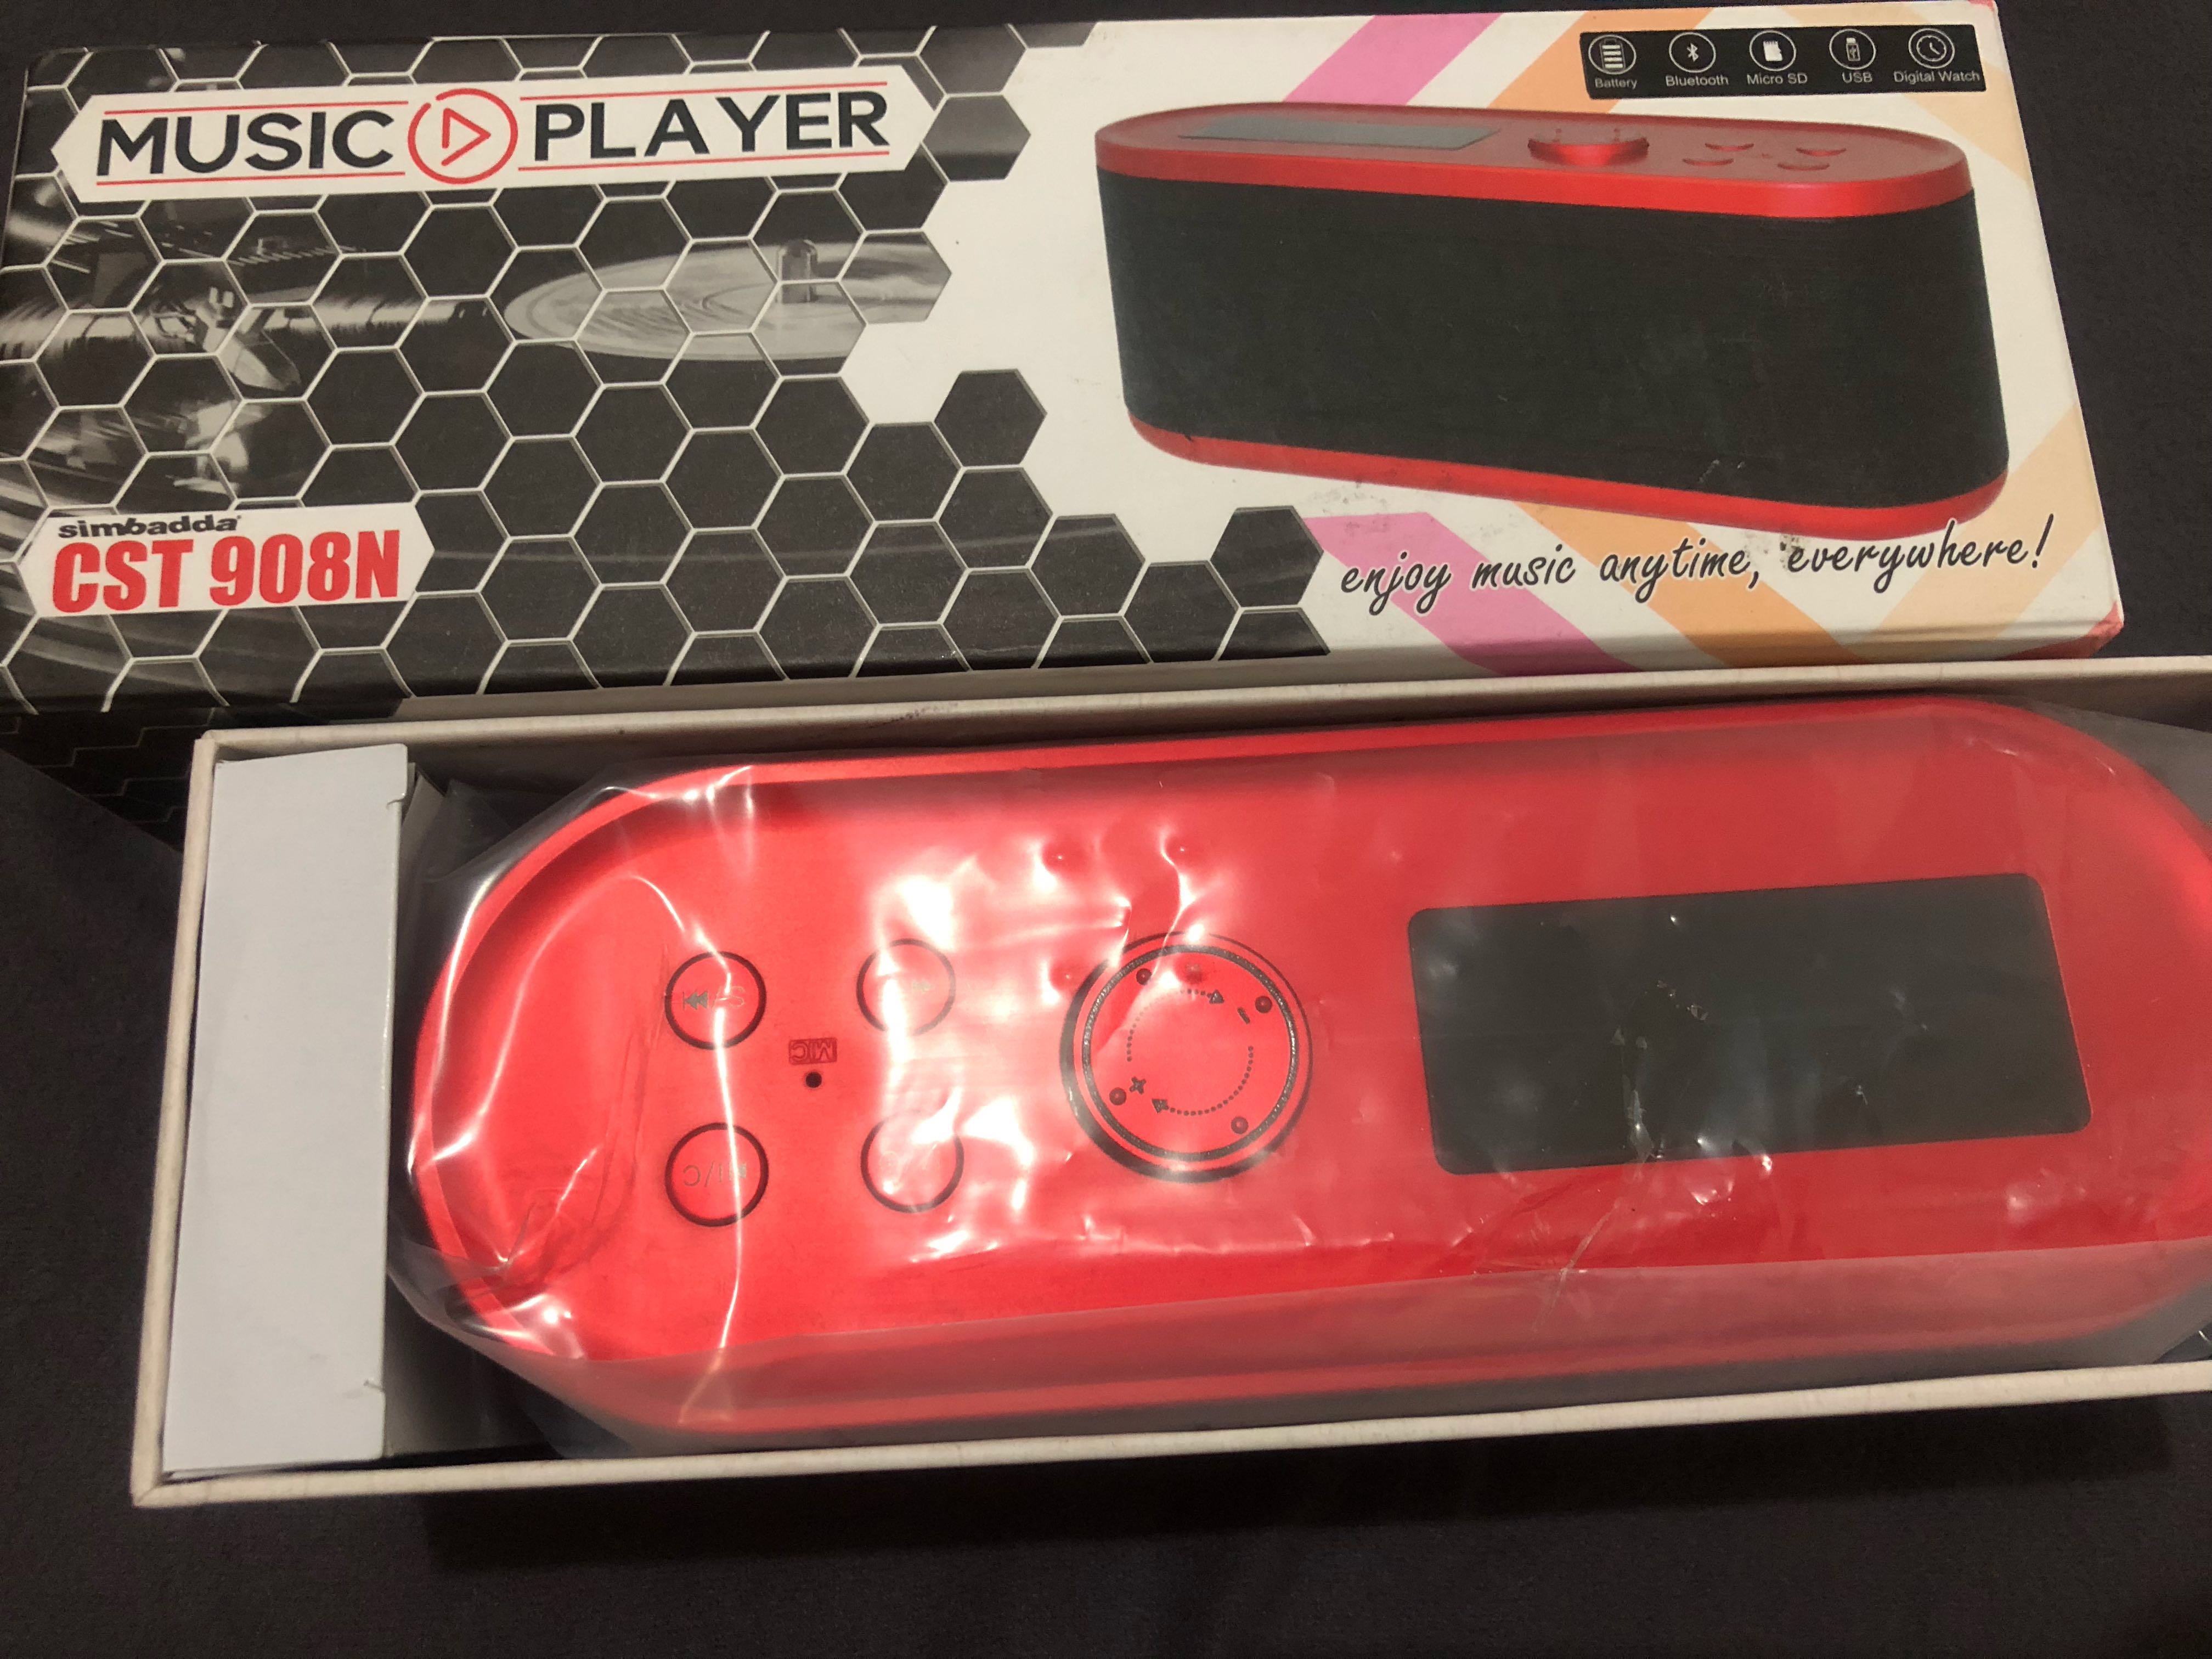 MUSIC PLAYER
Battery
Bluetooth
Micro SD
USB
Digital Watch
simbadda
CST 908N
enjoy music anytime, everywhere!
MIC